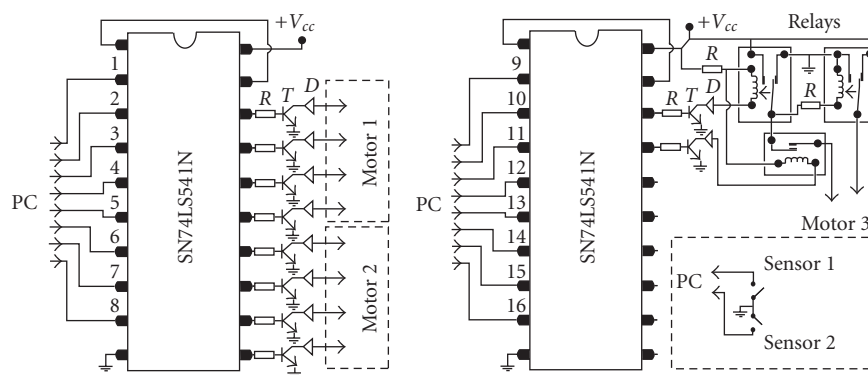 +Vcc
1
2
3
4
5
6
7
8
PC
SN74LS541N
R T D
Motor 1
Motor 2
+Vcc
Relays
9
10
11
12
13
14
15
16
PC
SN74LS541N
R
R T D
R
Motor 3
PC
Sensor 1
Sensor 2